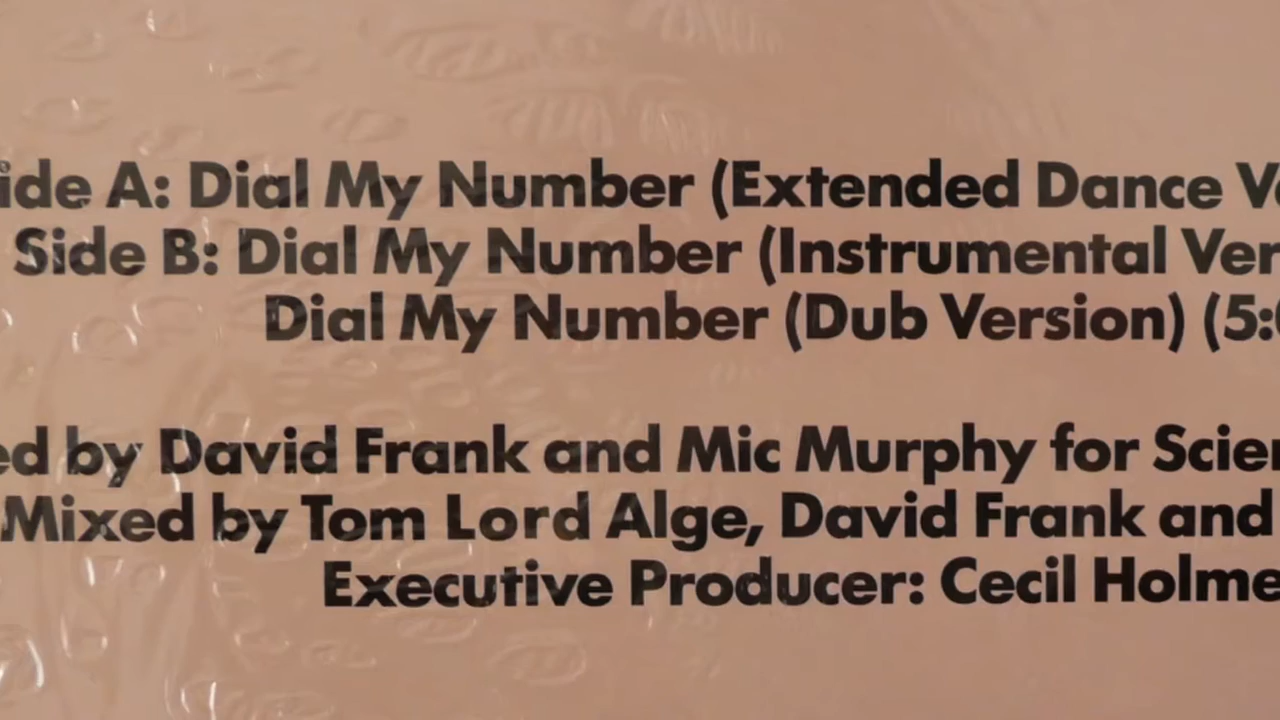 ide A: Dial My Number (Extended Dance Ve
Side B: Dial My Number (Instrumental Ver
Dial My Number (Dub Version) (5:
ed by David Frank and Mic Murphy for Scien
Mixed by Tom Lord Alge, David Frank and
Executive Producer: Cecil Holme